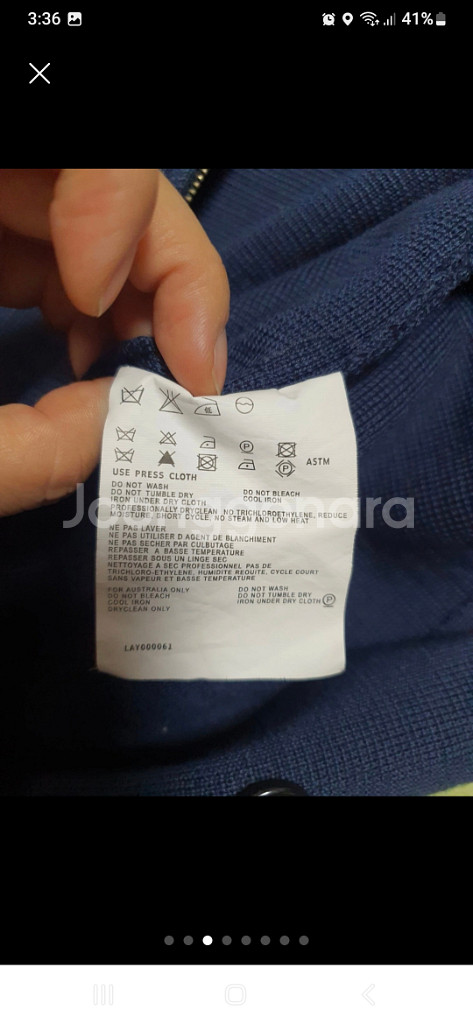 3:36
41%
ASTM
USE PRESS CLOTH
DO NOT WASH
DO NOT TUMBLE DRY DO NOT BLEACH
IRON UNDER DRY CLOTH COOL IRON
PROFESSIONALLY DRYCLEAN NO TRICHLOROETHYLENE, REDUCE
MOISTURE, SHORT CYCLE, NO STEAM AND LOW HEAT
NE PAS LAVER
NE PAS UTILISER D AGENT DE BLANCHIMENT
NE PAS SECHER PAR CULBUTAGE
REPASSER A BASSE TEMPERATURE
REPASSER SOUS UN LINGE SEC
NETTOYAGE A SEC PROFESSIONNEL PAS DE
TRICHLORO-ETHYLENE, HUMIDITE REDUITE, CYCLE COURT
SANS VAPEUR ET BASSE TEMPERATURE
FOR AUSTRALIA ONLY DO NOT WASH
DO NOT BLEACH DO NOT TUMBLE DRY
COOL IRON IRON UNDER DRY CLOTH P
DRYCLEAN ONLY
LAY000061